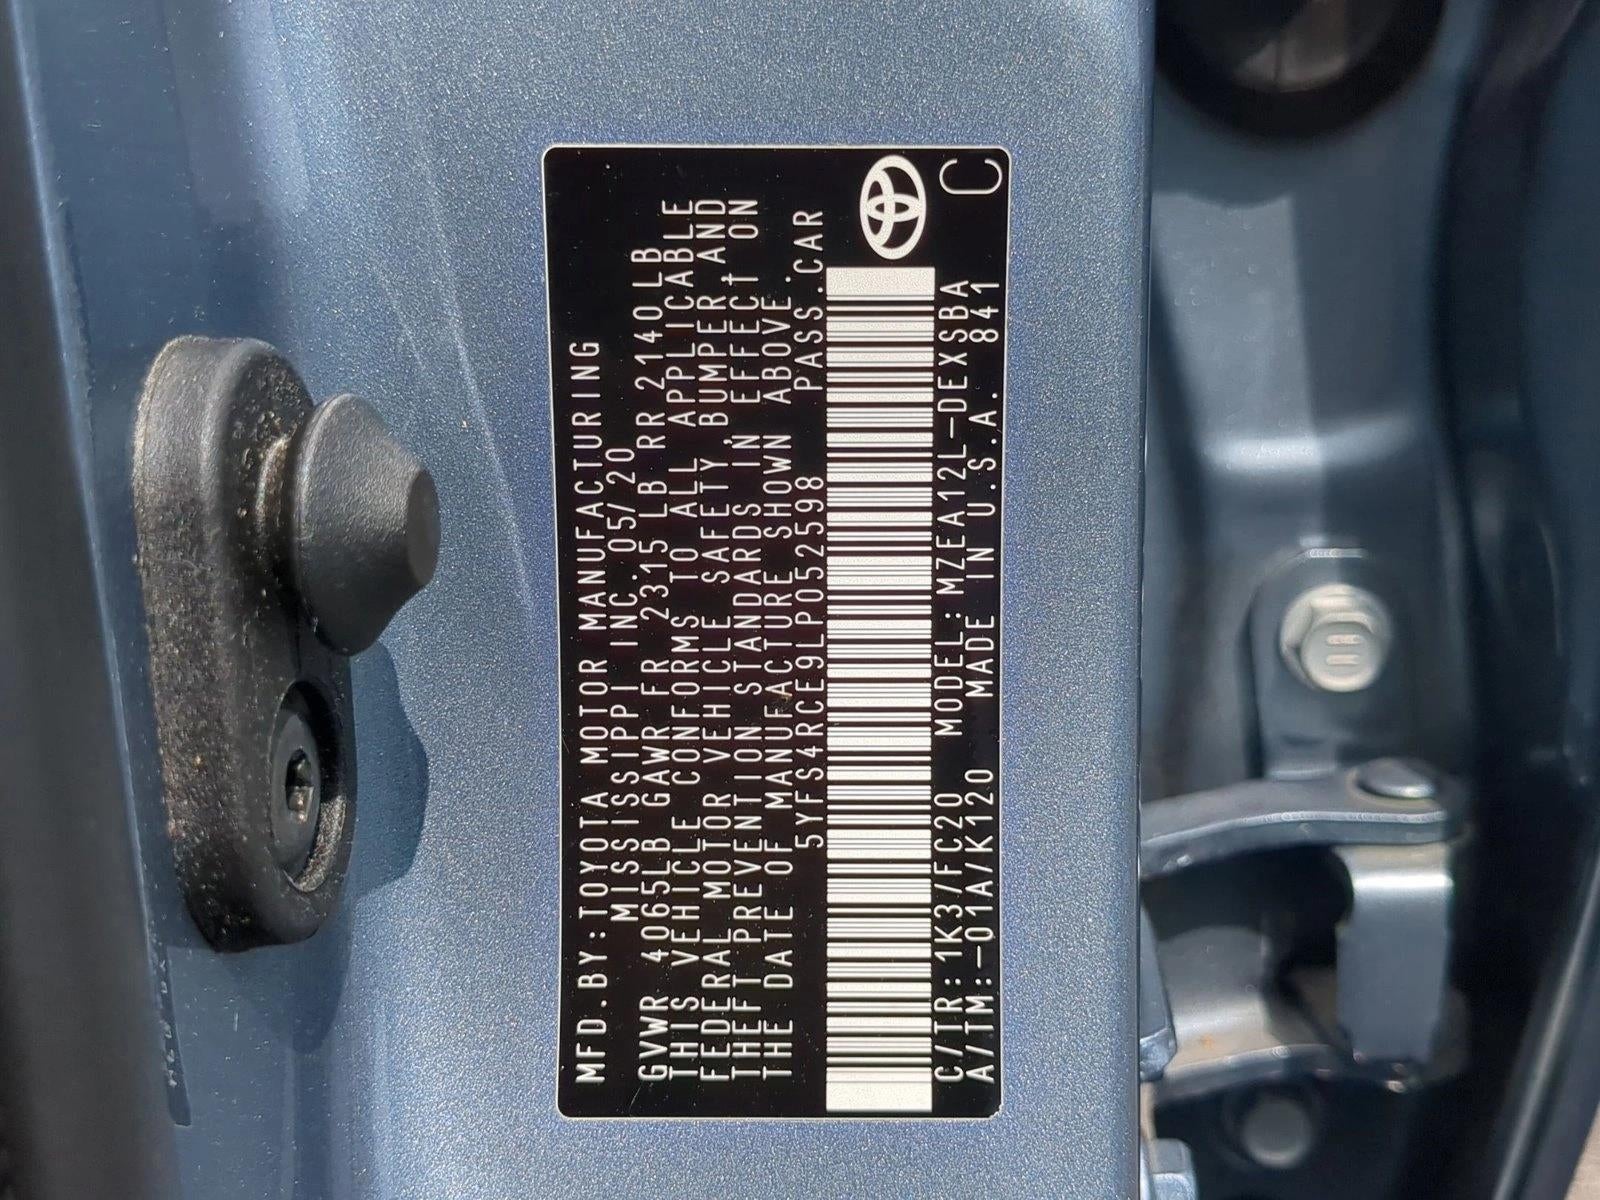 MFD.BY:TOYOTA MOTOR MANUFACTURING
MISSISSIPPI INC.05/20
GVWR 4065LB GAWR FR 2315 LB RR 2140LB
THIS VEHICLE CONFORMS TO ALL APPLICABLE
FEDERAL MOTOR VEHICLE SAFETY,BUMPER,AND
THEFT PREVENTION STANDARDS IN EFFECT ON
THE DATE OF MANUFACTURE SHOWN ABOVE.
5YFS4RCE9LP052598 PASS.CAR
C/TR:1K3/FC20 MODEL:MZEA12L-DEXSBA
A/TM:-01A/K120 MADE IN U.S.A.841
C